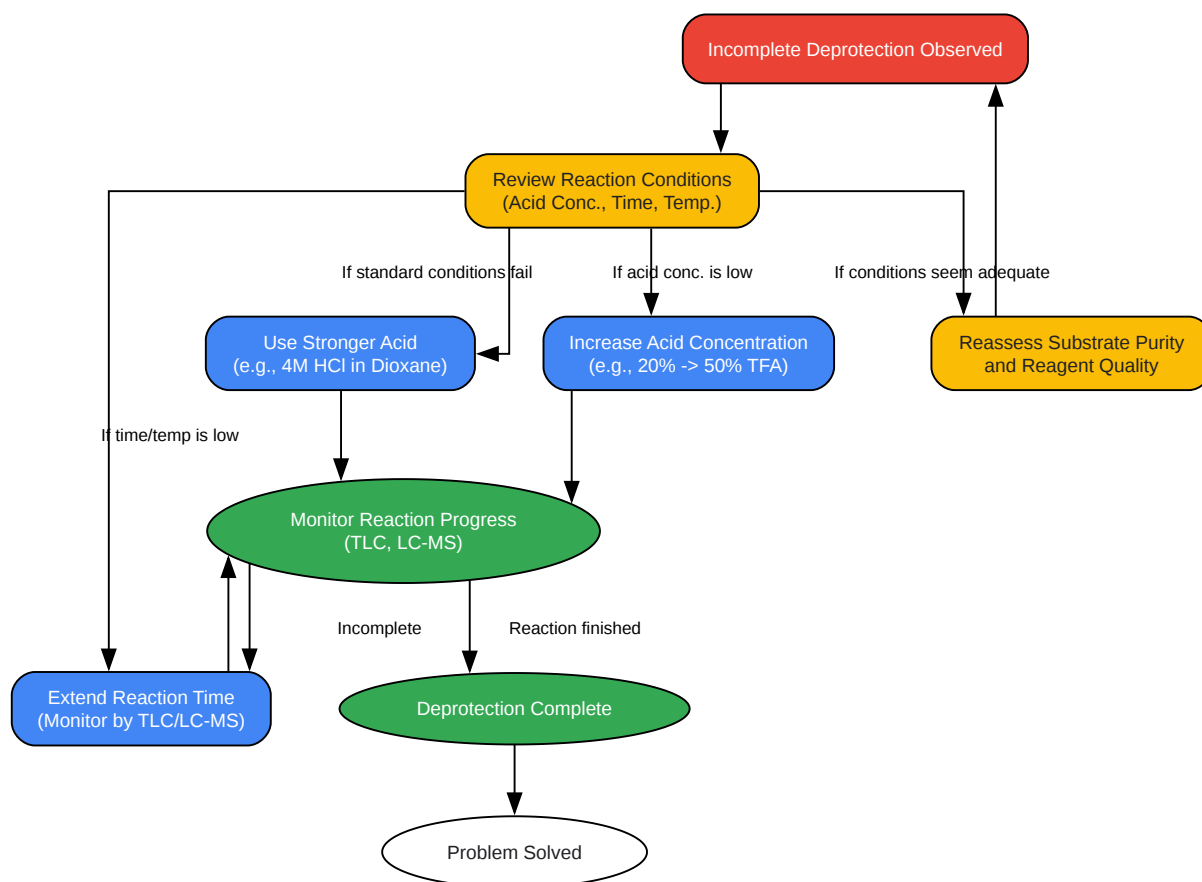 Incomplete Deprotection Observed
Review Reaction Conditions
(Acid Conc., Time, Temp.)
If standard conditions fail
If acid conc. is low
If conditions seem adequate
Use Stronger Acid
(e.g., 4M HCl in Dioxane)
Increase Acid Concentration
(e.g., 20% -> 50% TFA)
Reassess Substrate Purity
and Reagent Quality
If time/temp is low
Monitor Reaction Progress
(TLC, LC-MS)
Incomplete
Reaction finished
Extend Reaction Time
(Monitor by TLC/LC-MS)
Deprotection Complete
Problem Solved